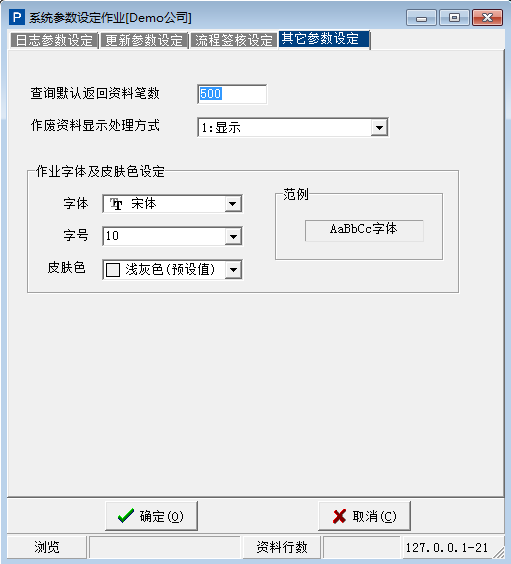 系统参数设定作业[Demo公司]
日志参数设定 更新参数设定 流程签核设定 其它参数设定
查询默认返回资料笔数 500
作废资料显示处理方式 1:显示
作业字体及皮肤色设定
字体 宋体
范例
AaBbCc字体
字号 10
皮肤色 浅灰色(预设值)
确定(O) 取消(C)
浏览 资料行数 127.0.0.1-21